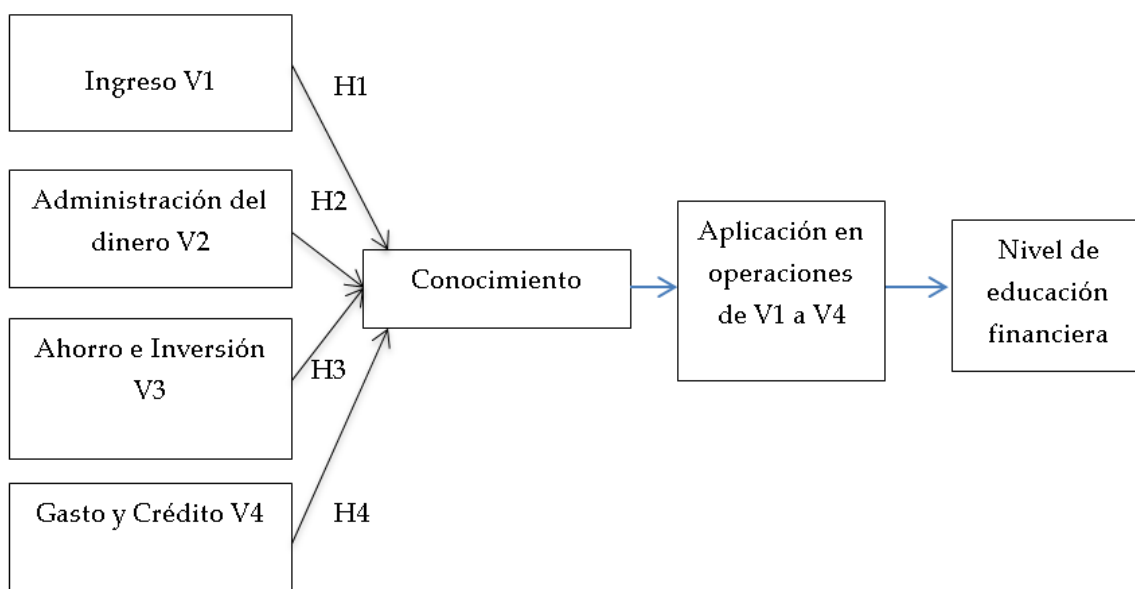 Ingreso V1
H1
Administración del
dinero V2
H2
Ahorro e Inversión
V3
H3
Gasto y Crédito V4
H4
Conocimiento
Aplicación en
operaciones
de V1 a V4
Nivel de
educación
financiera